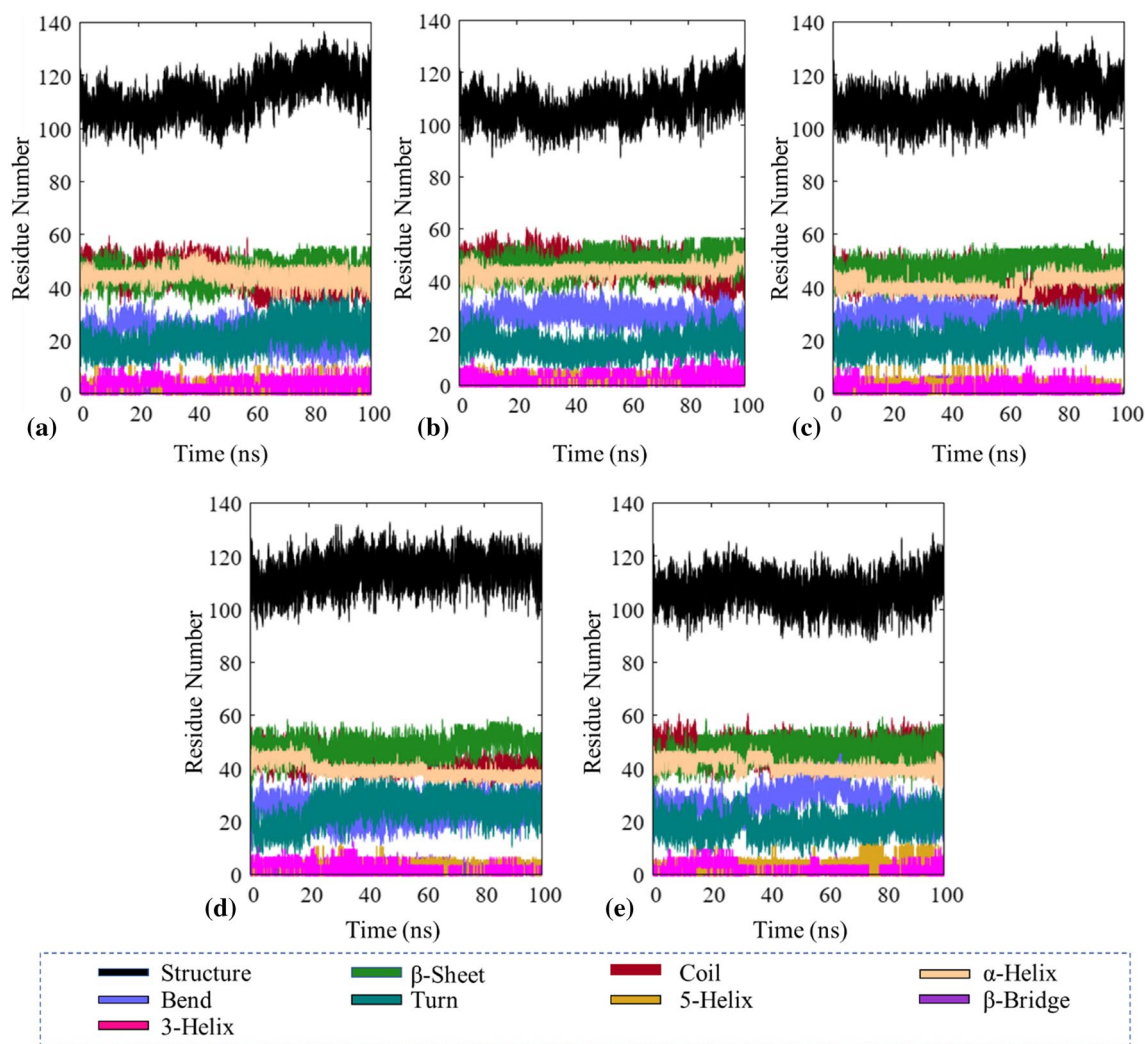 140
120
100
80
60
40
20
0
Residue Number
0 20 40 60 80 100
Time (ns)
(a)
140
120
100
80
60
40
20
0
Residue Number
0 20 40 60 80 100
Time (ns)
(b)
140
120
100
80
60
40
20
0
Residue Number
0 20 40 60 80 100
Time (ns)
(c)
140
120
100
80
60
40
20
0
Residue Number
0 20 40 60 80 100
Time (ns)
(d)
140
120
100
80
60
40
20
0
Residue Number
0 20 40 60 80 100
Time (ns)
(e)
Structure β-Sheet Coil α-Helix
Bend Turn 5-Helix β-Bridge
3-Helix